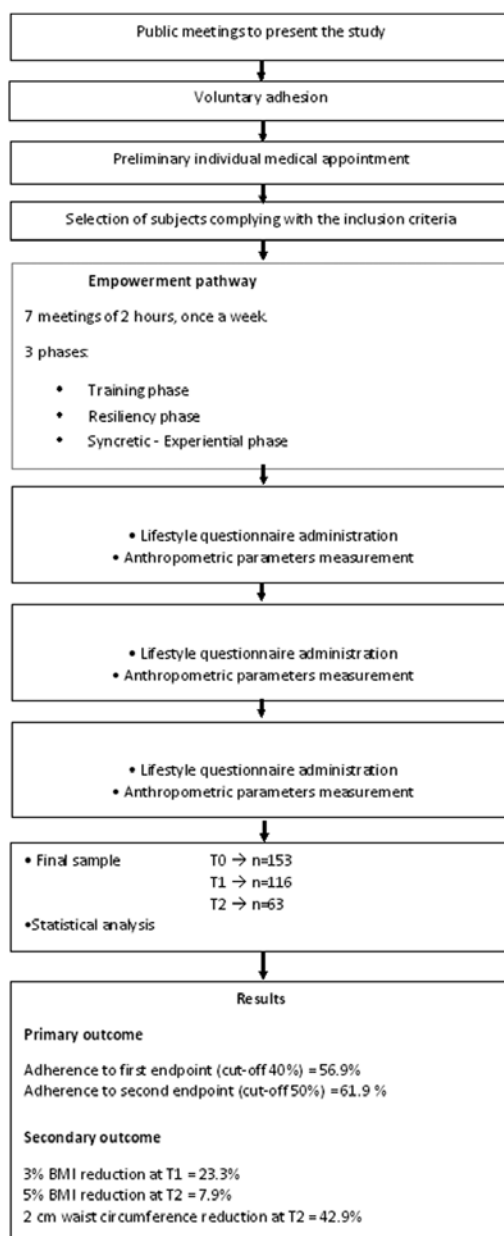 Public meetings to present the study
Voluntary adhesion
Preliminary individual medical appointment
Selection of subjects complying with the inclusion criteria
Empowerment pathway
7 meetings of 2 hours, once a week.
3 phases:
• Training phase
• Resiliency phase
• Syncretic - Experiential phase
• Lifestyle questionnaire administration
• Anthropometric parameters measurement
• Lifestyle questionnaire administration
• Anthropometric parameters measurement
• Lifestyle questionnaire administration
• Anthropometric parameters measurement
• Final sample T0 → n=153
T1 → n=116
T2 → n=63
•Statistical analysis
Results
Primary outcome
Adherence to first endpoint (cut-off 40%) = 56.9%
Adherence to second endpoint (cut-off 50%) = 61.9 %
Secondary outcome
3% BMI reduction at T1 = 23.3%
5% BMI reduction at T2 = 7.9%
2 cm waist circumference reduction at T2 = 42.9%